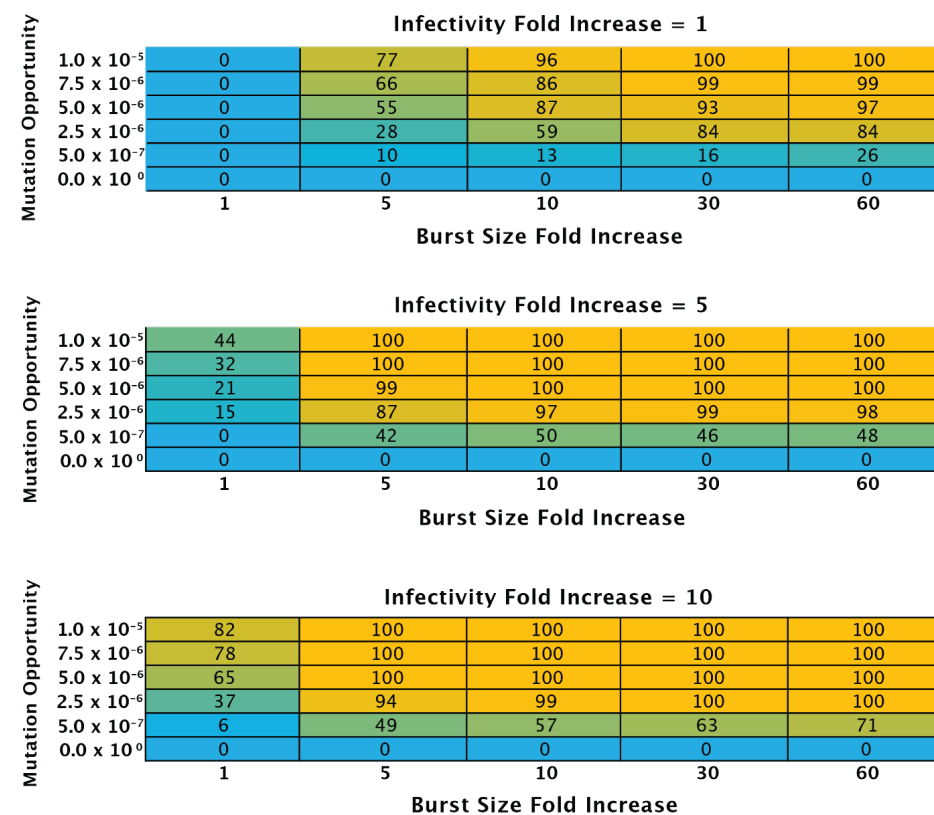 Infectivity Fold Increase = 1
Mutation Opportunity
1.0 x 10⁻⁵ 0 77 96 100 100
7.5 x 10⁻⁶ 0 66 86 99 99
5.0 x 10⁻⁶ 0 55 87 93 97
2.5 x 10⁻⁶ 0 28 59 84 84
5.0 x 10⁻⁷ 0 10 13 16 26
0.0 x 10⁰ 0 0 0 0 0
1 5 10 30 60
Burst Size Fold Increase
Infectivity Fold Increase = 5
Mutation Opportunity
1.0 x 10⁻⁵ 44 100 100 100 100
7.5 x 10⁻⁶ 32 100 100 100 100
5.0 x 10⁻⁶ 21 99 100 100 100
2.5 x 10⁻⁶ 15 87 97 99 98
5.0 x 10⁻⁷ 0 42 50 46 48
0.0 x 10⁰ 0 0 0 0 0
1 5 10 30 60
Burst Size Fold Increase
Infectivity Fold Increase = 10
Mutation Opportunity
1.0 x 10⁻⁵ 82 100 100 100 100
7.5 x 10⁻⁶ 78 100 100 100 100
5.0 x 10⁻⁶ 65 100 100 100 100
2.5 x 10⁻⁶ 37 94 99 100 100
5.0 x 10⁻⁷ 6 49 57 63 71
0.0 x 10⁰ 0 0 0 0 0
1 5 10 30 60
Burst Size Fold Increase